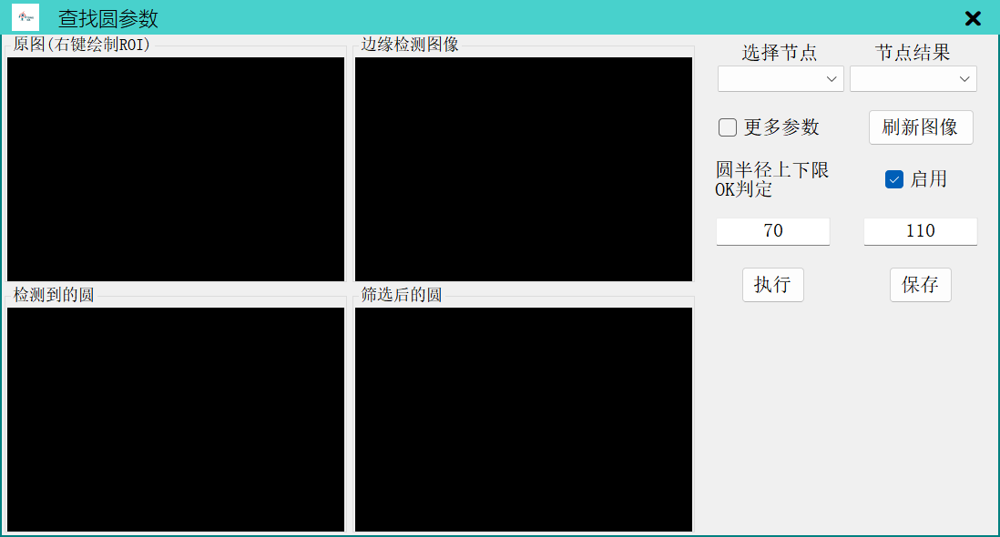 查找圆参数
原图(右键绘制ROI)
边缘检测图像
选择节点
节点结果
更多参数
刷新图像
圆半径上下限
OK判定
启用
70
110
执行
保存
检测到的圆
筛选后的圆